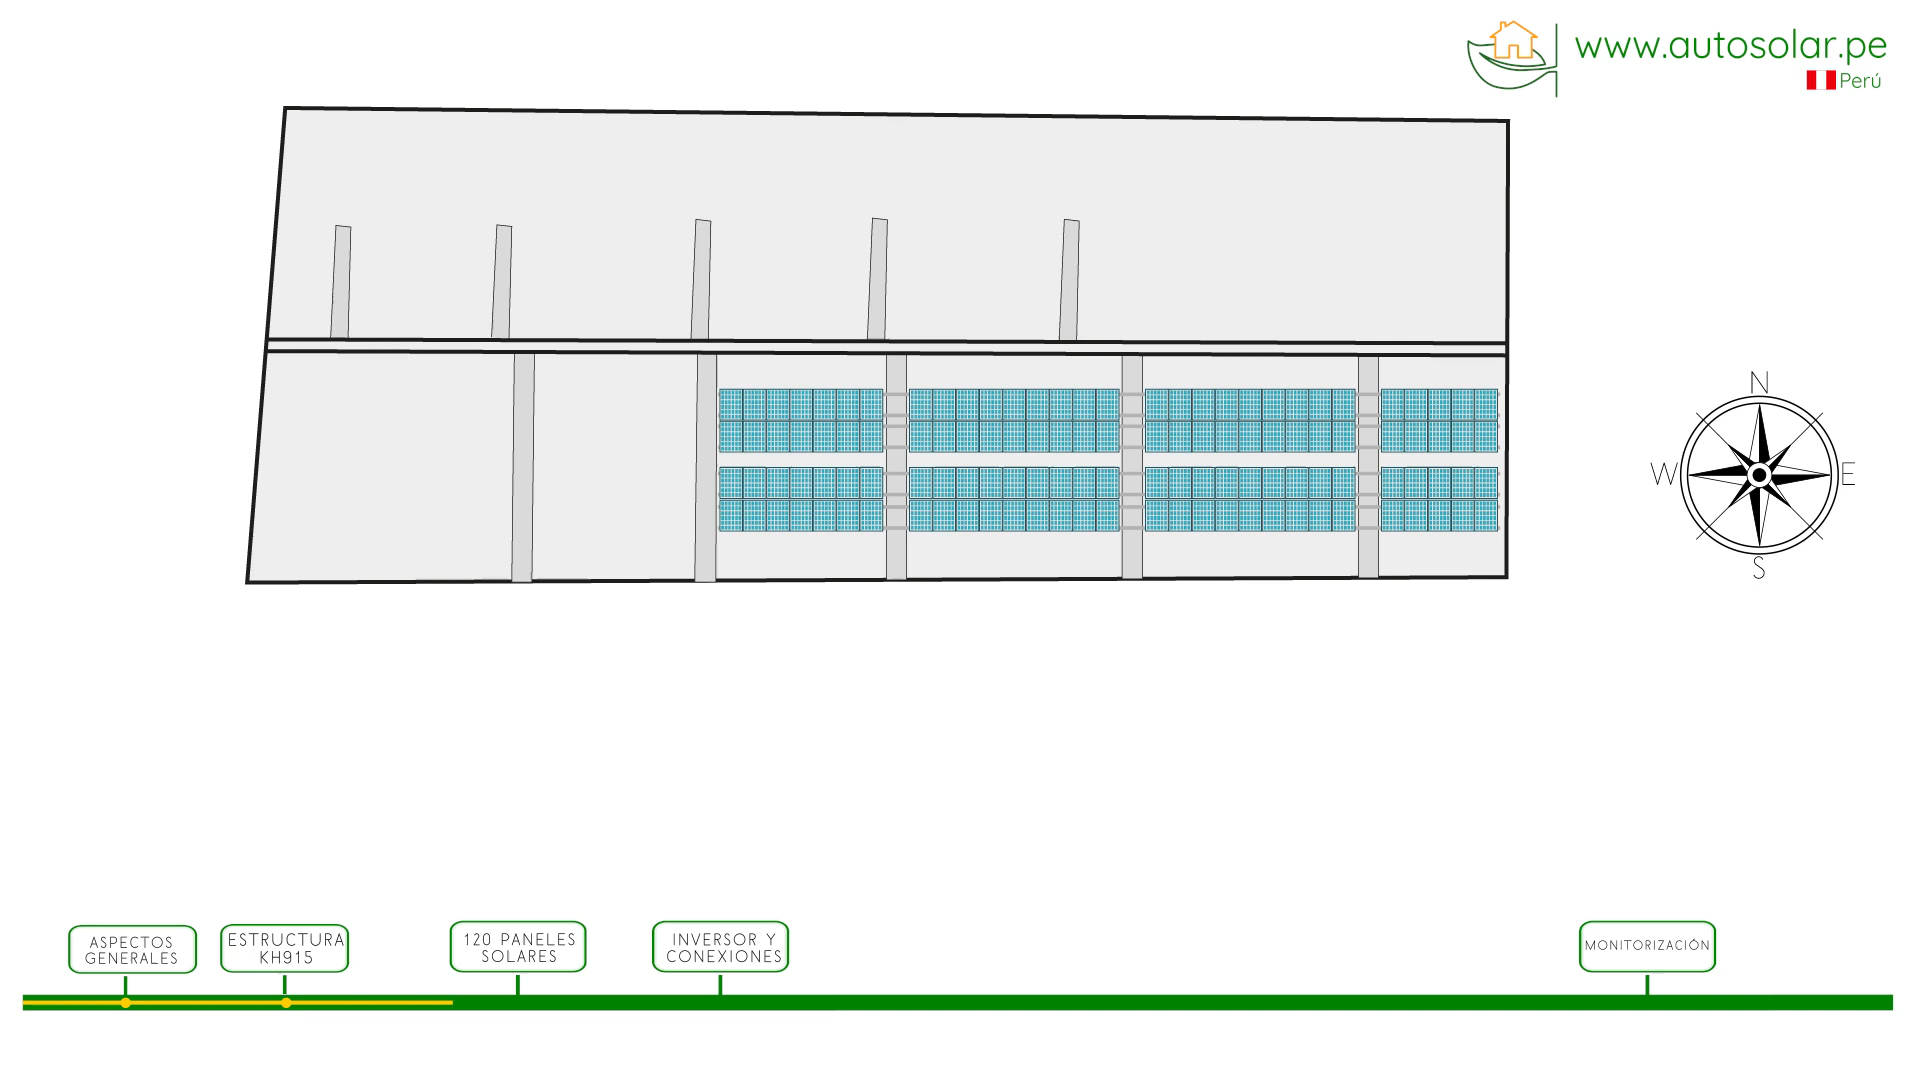 www.autosolar.pe
Perú
N
W
E
S
ASPECTOS
GENERALES
ESTRUCTURA
KH915
120 PANELES
SOLARES
INVERSOR Y
CONEXIONES
MONITORIZACIÓN